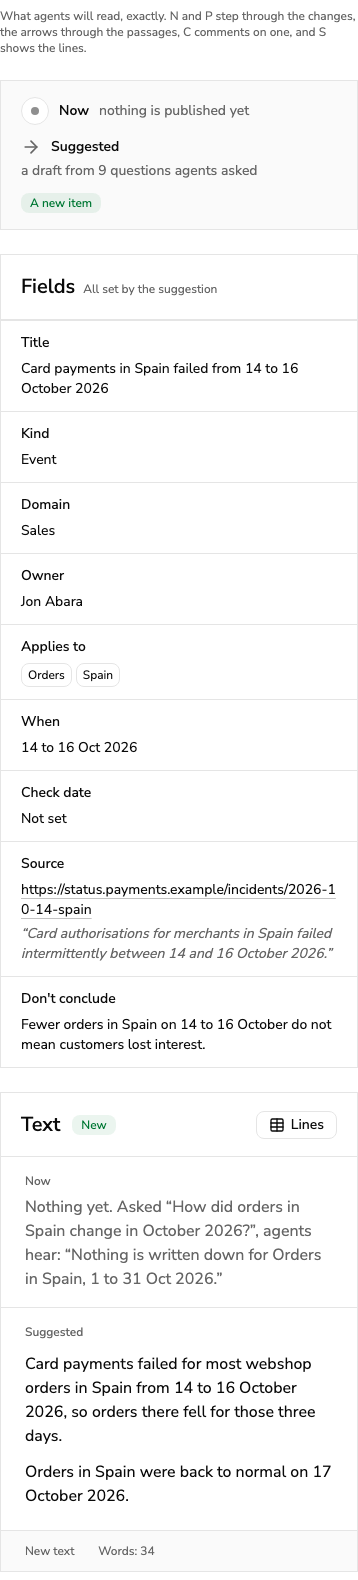 What agents will read, exactly. N and P step through the changes,
the arrows through the passages, C comments on one, and S
shows the lines.
Now nothing is published yet
Suggested
a draft from 9 questions agents asked
A new item
Fields All set by the suggestion
Title
Card payments in Spain failed from 14 to 16
October 2026
Kind
Event
Domain
Sales
Owner
Jon Abara
Applies to
Orders Spain
When
14 to 16 Oct 2026
Check date
Not set
Source
https://status.payments.example/incidents/2026-1
0-14-spain
“Card authorisations for merchants in Spain failed
intermittently between 14 and 16 October 2026.”
Don't conclude
Fewer orders in Spain on 14 to 16 October do not
mean customers lost interest.
Text New Lines
Now
Nothing yet. Asked “How did orders in
Spain change in October 2026?”, agents
hear: “Nothing is written down for Orders
in Spain, 1 to 31 Oct 2026.”
Suggested
Card payments failed for most webshop
orders in Spain from 14 to 16 October
2026, so orders there fell for those three
days.
Orders in Spain were back to normal on 17
October 2026.
New text Words: 34